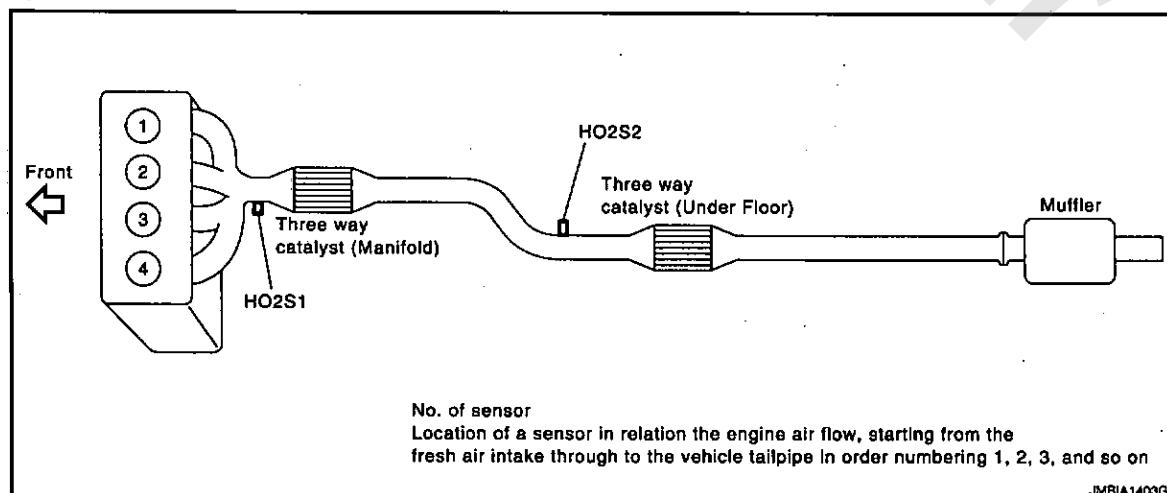 Front
1
2
3
4
HO2S1
Three way
catalyst (Manifold)
HO2S2
Three way
catalyst (Under Floor)
Muffler
No. of sensor
Location of a sensor in relation the engine air flow, starting from the
fresh air intake through to the vehicle tailpipe in order numbering 1, 2, 3, and so on
JMBIA1403G